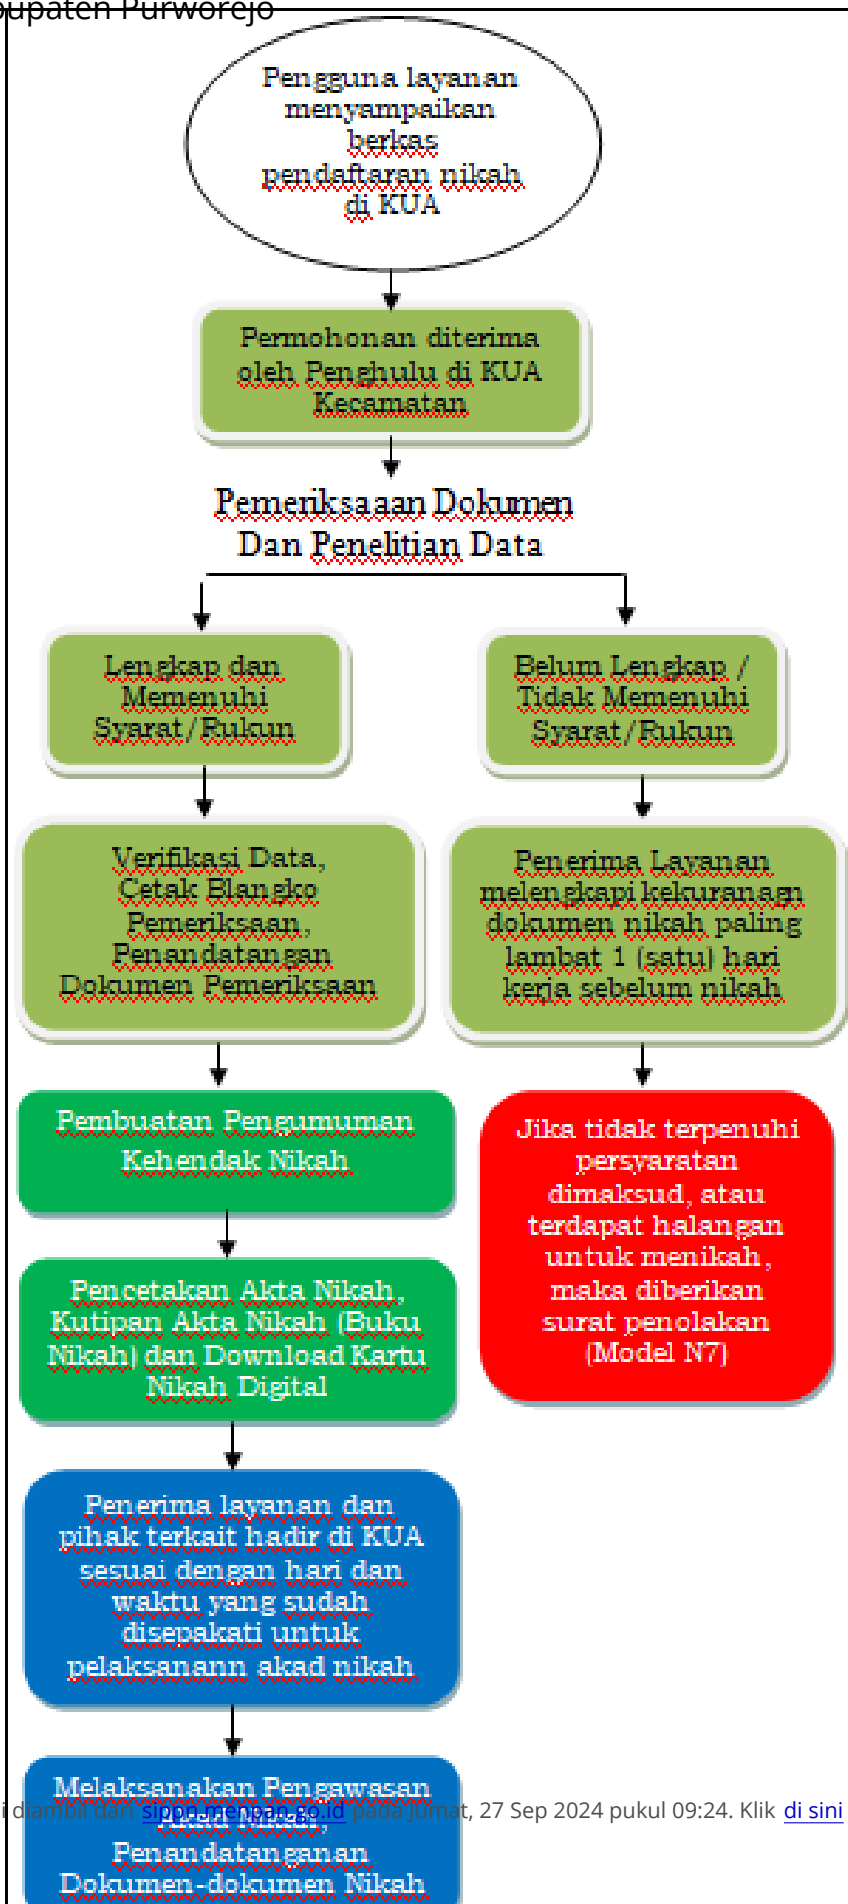 bupaten Purworejo
Pengguna layanan
menyampaikan
berkas
pendaftaran nikah
di KUA
Permohonan diterima
oleh Penghulu di KUA
Kecamatan
Pemeriksaaan Dokumen
Dan Penelitian Data
Lengkap dan
Memenuhi
Syarat/Rukun
Belum Lengkap /
Tidak Memenuhi
Syarat/Rukun
Verifikasi Data,
Cetak Blangko
Pemeriksaan,
Penandatangan
Dokumen Pemeriksaan
Penerima Layanan
melengkapi kekuranagn
dokumen nikah paling
lambat 1 (satu) hari
kerja sebelum nikah
Pembuatan Pengumuman
Kehendak Nikah
Jika tidak terpenuhi
persyaratan
dimaksud, atau
terdapat halangan
untuk menikah,
maka diberikan
surat penolakan
(Model N7)
Pencetakan Akta Nikah,
Kutipan Akta Nikah (Buku
Nikah) dan Download Kartu
Nikah Digital
Penerima layanan dan
pihak terkait hadir di KUA
sesuai dengan hari dan
waktu yang sudah
disepakati untuk
pelaksanann akad nikah
Melaksanakan Pengawasan
Akad Nikah,
i diambil dari sippn.menpan.go.id pada Jumat, 27 Sep 2024 pukul 09:24. Klik di sini
Penandatanganan
Dokumen-dokumen Nikah